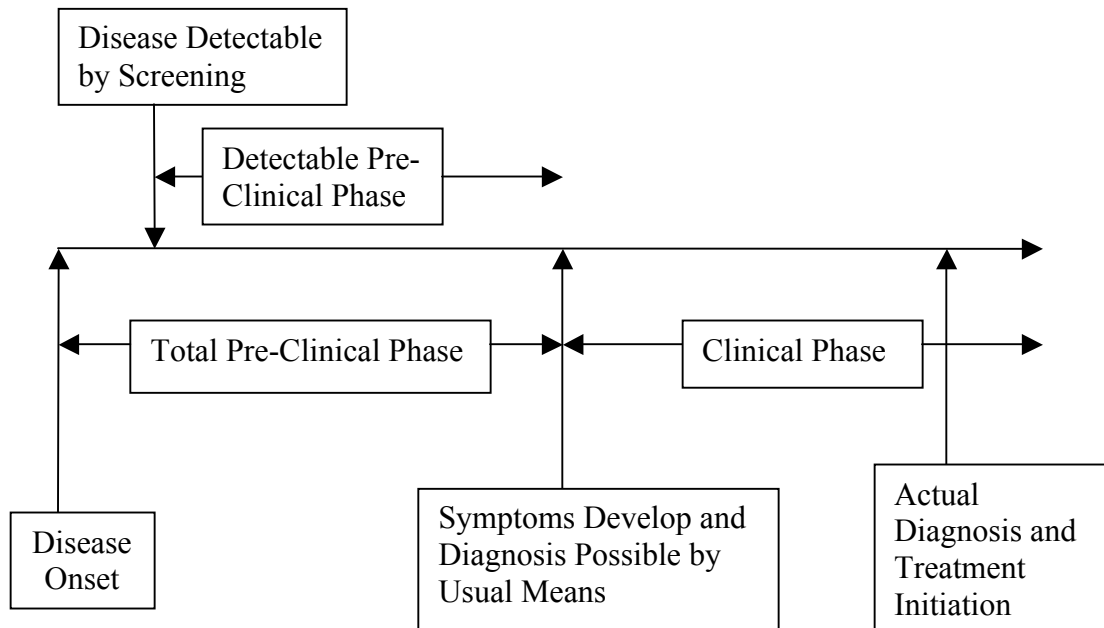 Disease Detectable
by Screening
Detectable Pre-
Clinical Phase
Total Pre-Clinical Phase
Clinical Phase
Disease
Onset
Symptoms Develop and
Diagnosis Possible by
Usual Means
Actual
Diagnosis and
Treatment
Initiation